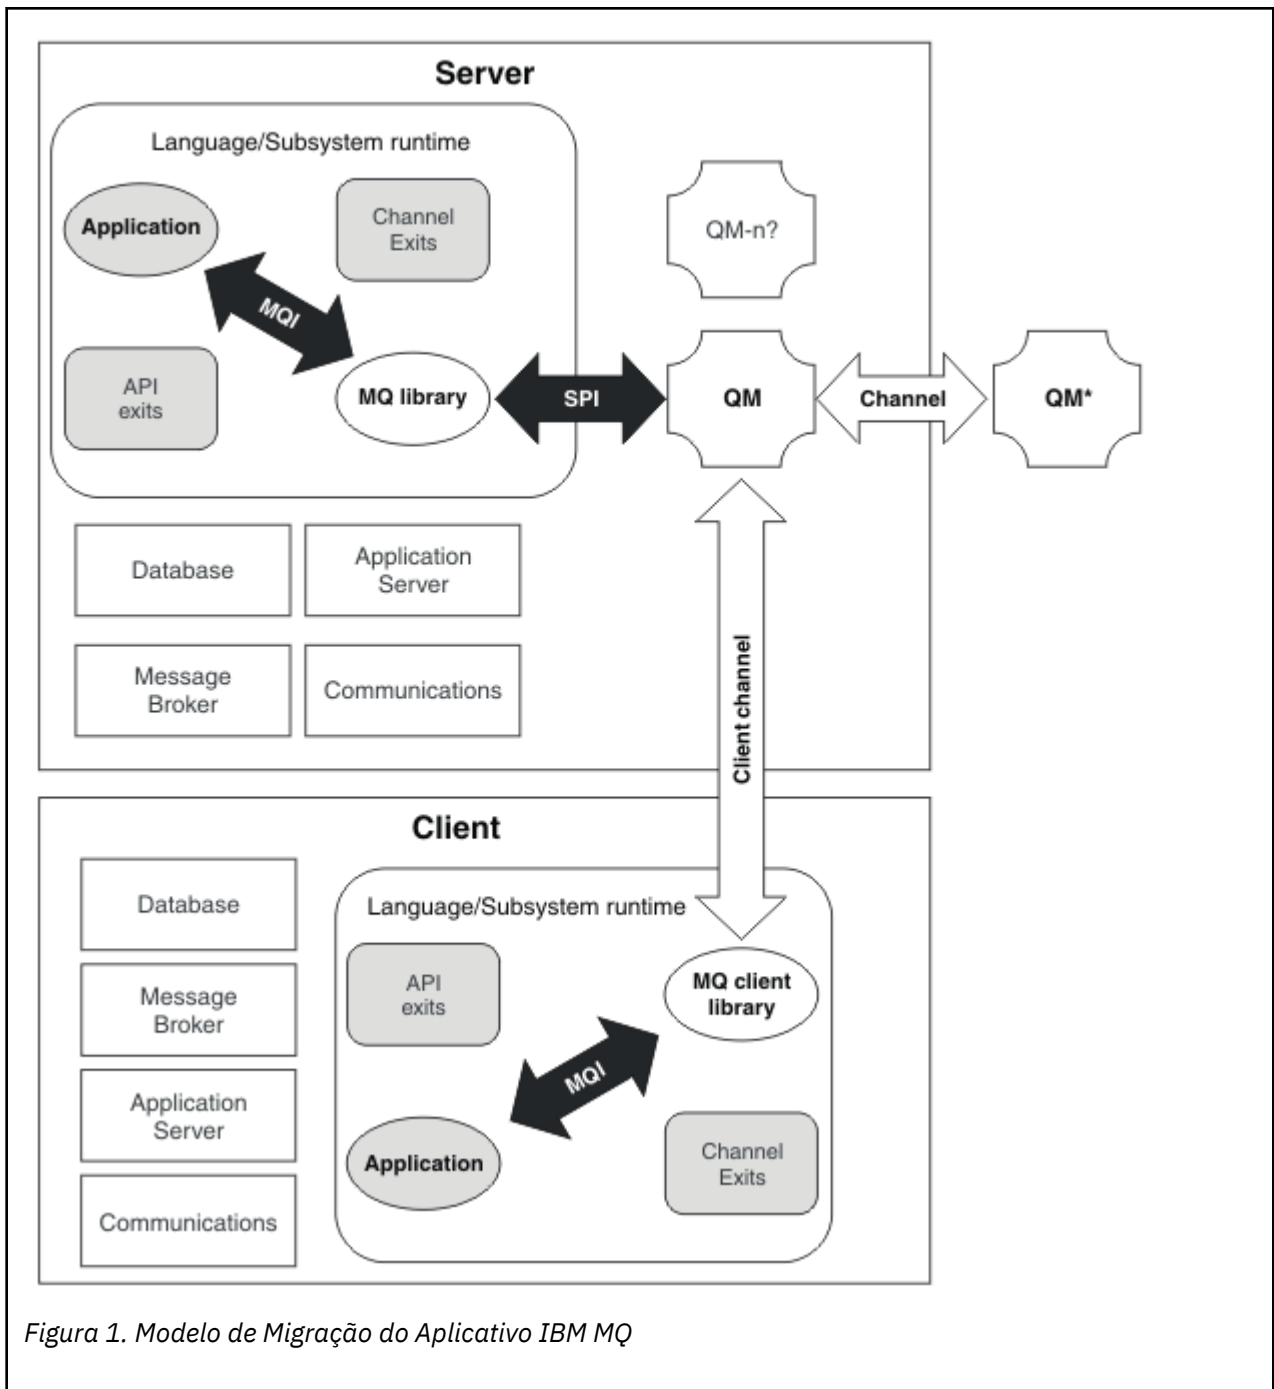 Server
Language/Subsystem runtime
Application
Channel
Exits
MQI
API
exits
MQ library
SPI
QM-n?
QM
Channel
QM*
Database
Application
Server
Message
Broker
Communications
Client channel
Client
Database
Message
Broker
Application
Server
Communications
Language/Subsystem runtime
API
exits
MQ client
library
MQI
Application
Channel
Exits
Figura 1. Modelo de Migração do Aplicativo IBM MQ